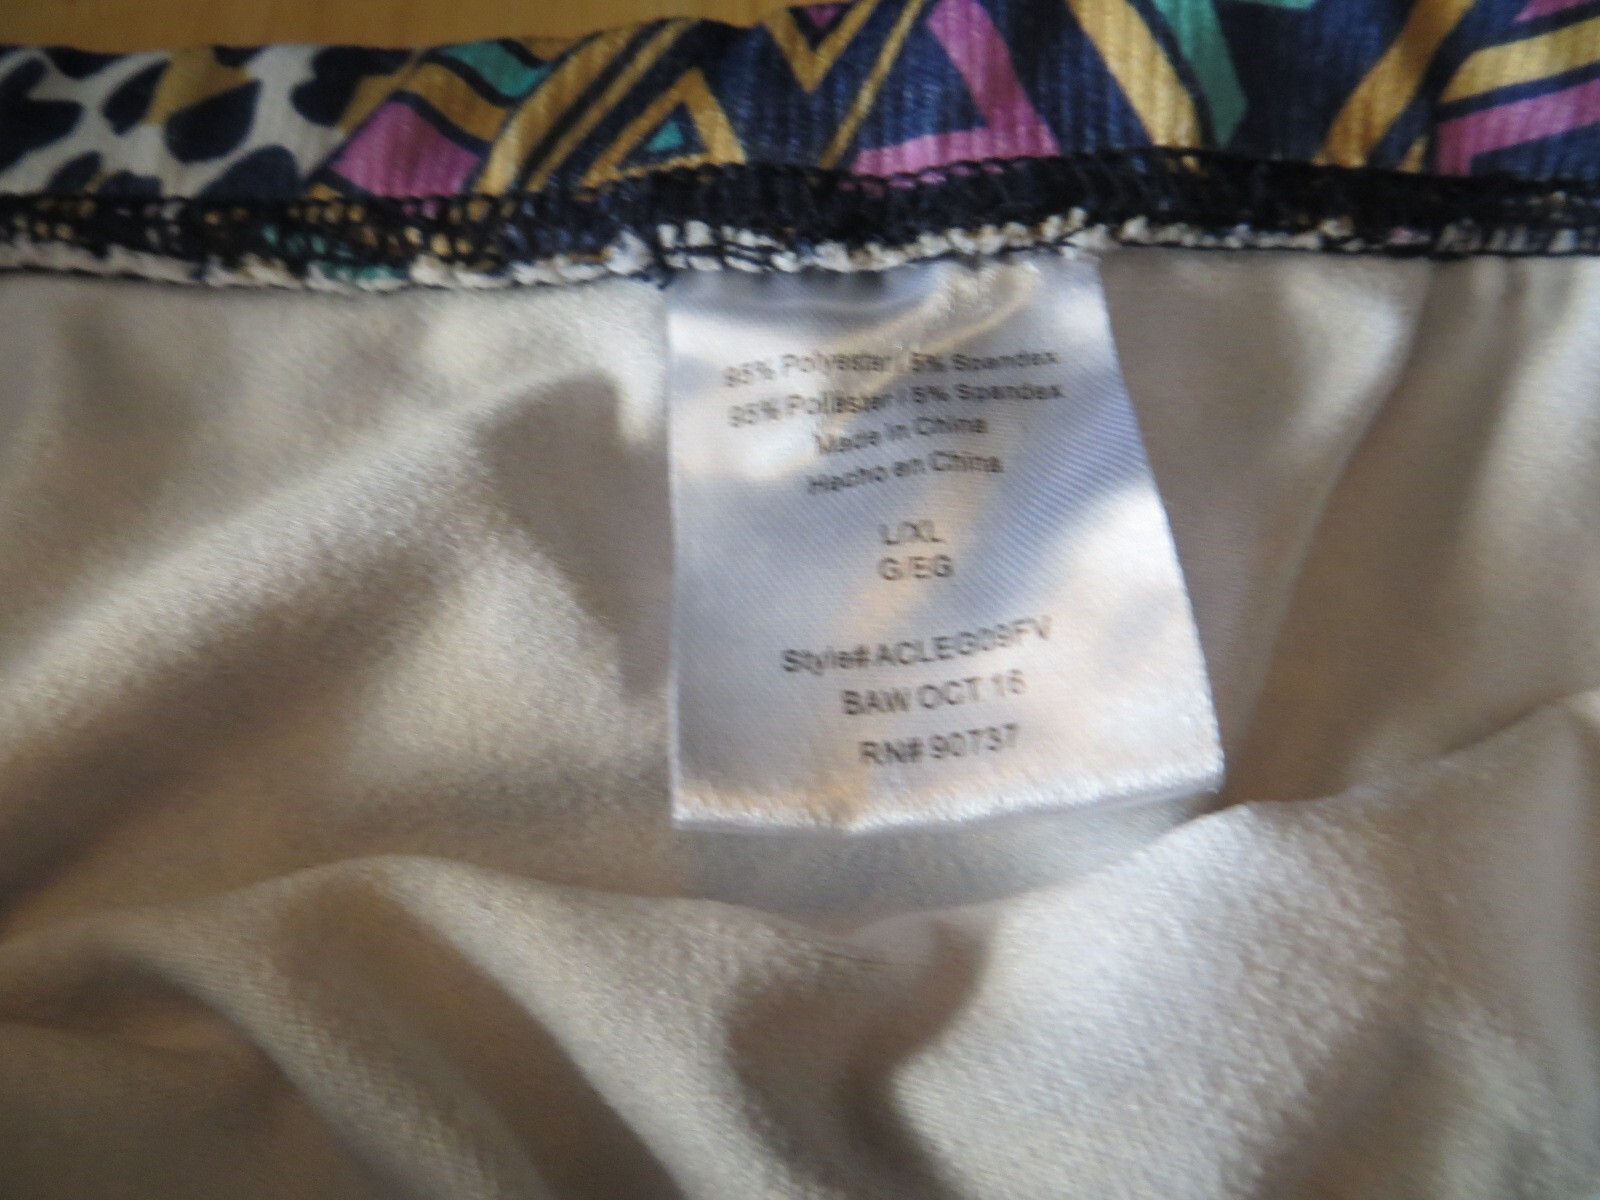 95% Polyester / 5% Spandex
95% Poliester / 5% Spandex
Made in China
Hecho en China
L/XL
G/EG
Style# ACLEG09FV
BAW OCT 16
RN# 90737